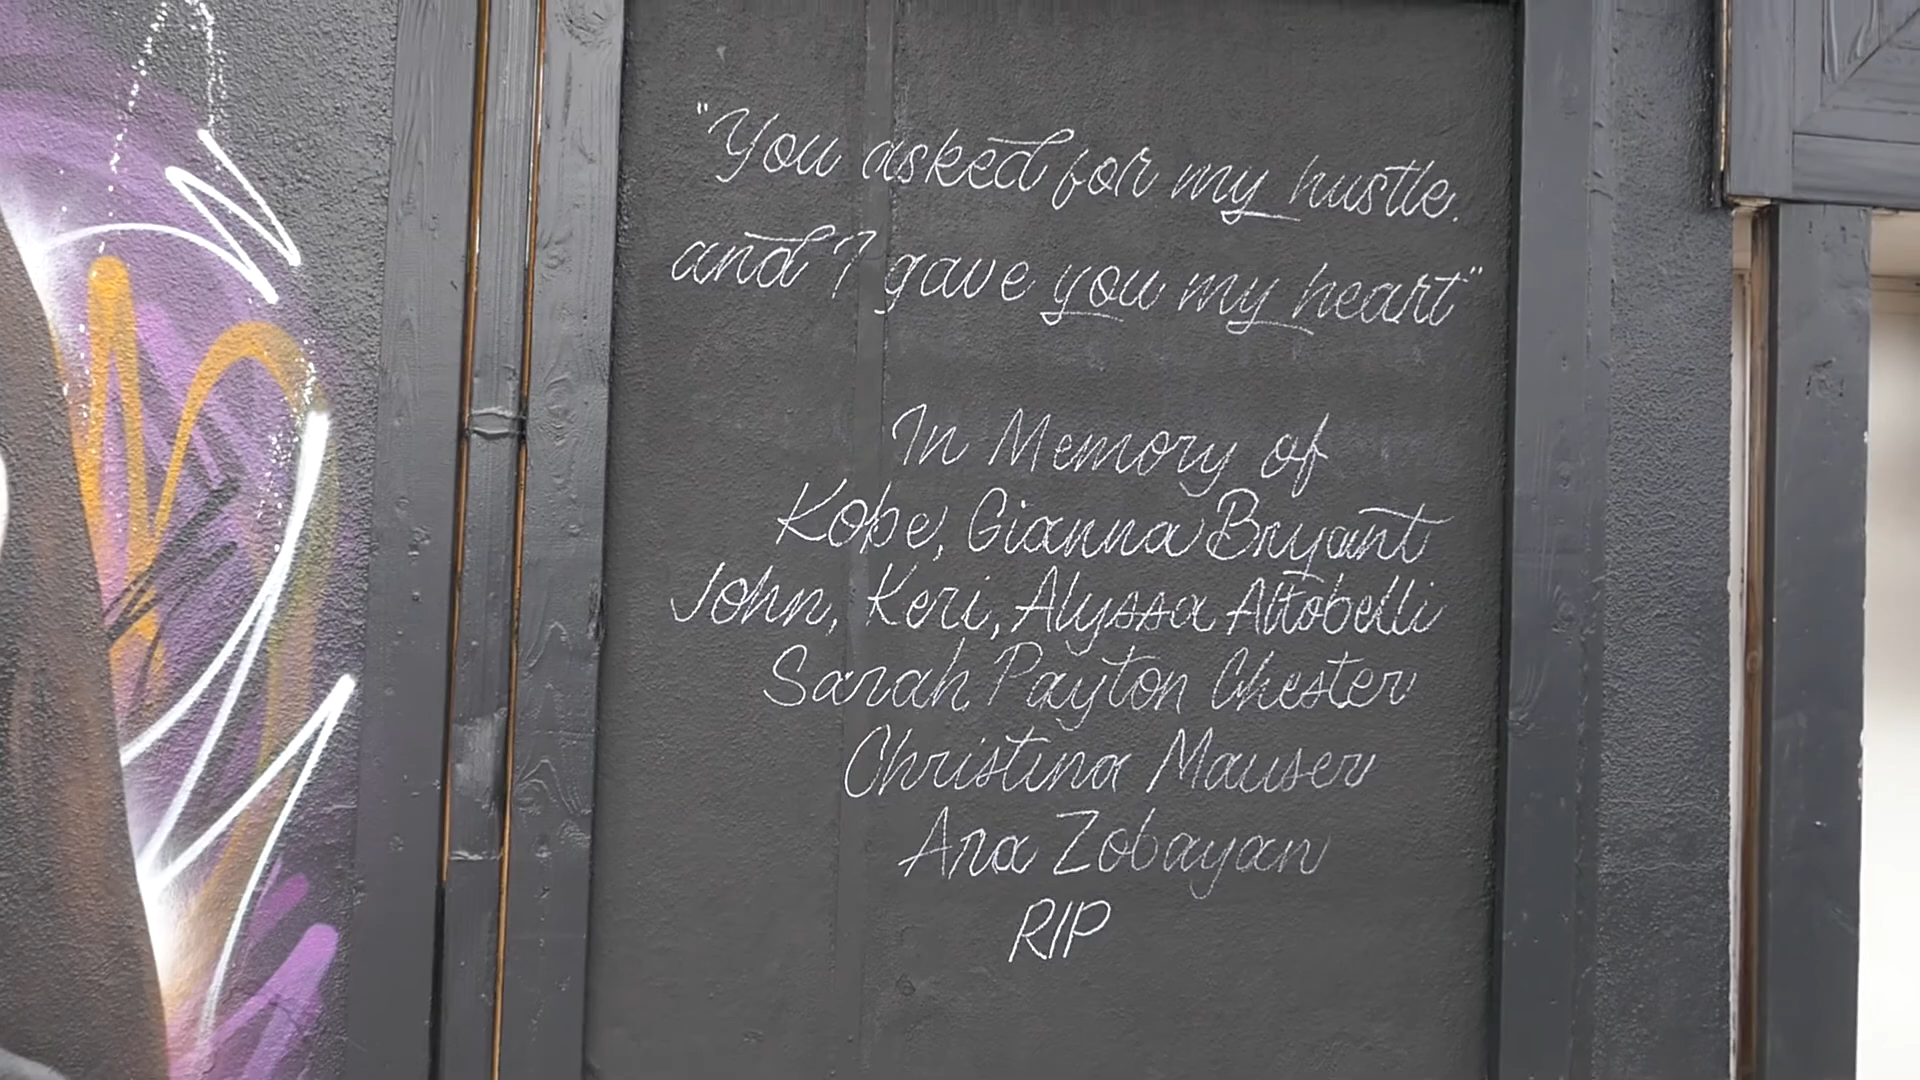 "You asked for my hustle.
and I gave you my heart"
In Memory of
Kobe, Gianna Bryant
John, Keri, Alyssa Altobelli
Sarah, Payton Chester
Christina Mauser
Ara Zobayan
RIP